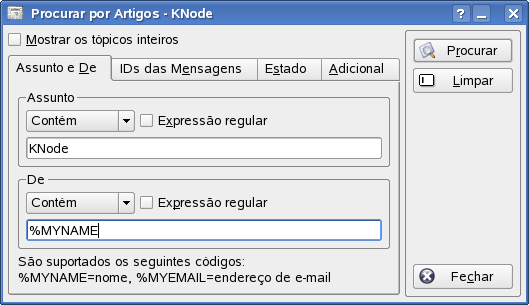 Procurar por Artigos - KNode
Mostrar os tópicos inteiros
Assunto e De
IDs das Mensagens
Estado
Adicional
Assunto
Contém
Expressão regular
KNode
De
Contém
Expressão regular
%MYNAME
São suportados os seguintes códigos:
%MYNAME=nome, %MYEMAIL=endereço de e-mail
Procurar
Limpar
Fechar